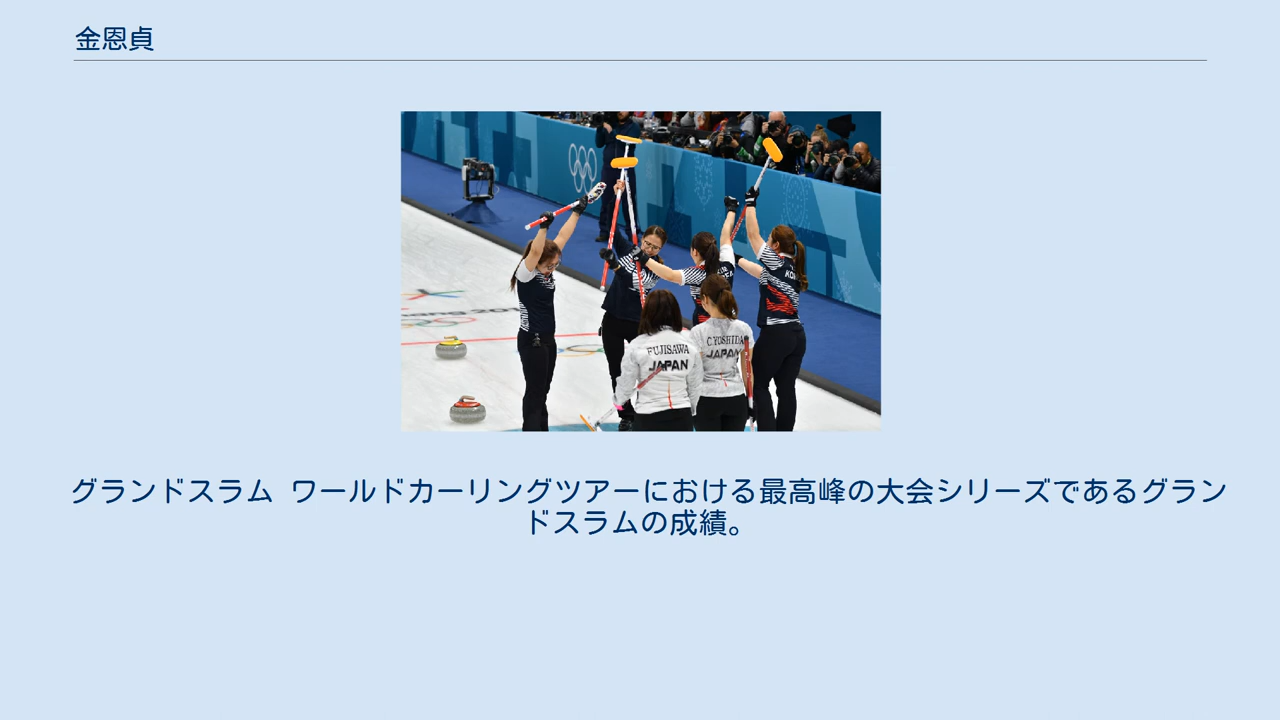 金恩貞
FUJISAWA
JAPAN
C.YOSHIDA
JAPAN
グランドスラム ワールドカーリングツアーにおける最高峰の大会シリーズであるグラン
ドスラムの成績。